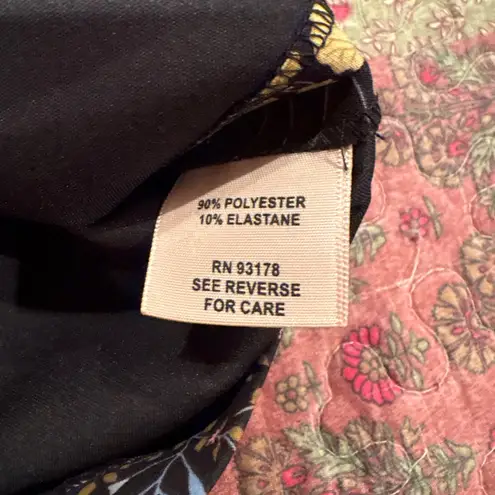 90% POLYESTER
10% ELASTANE
RN 93178
SEE REVERSE
FOR CARE